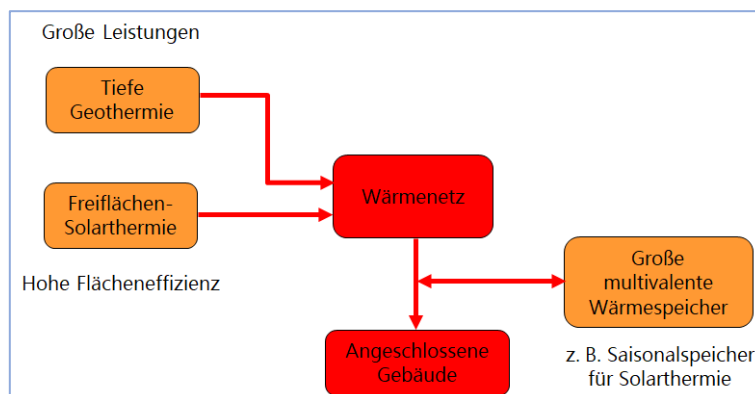 Große Leistungen
Tiefe
Geothermie
Freiflächen-
Solarthermie
Hohe Flächeneffizienz
Wärmenetz
Große
multivalente
Wärmespeicher
Angeschlossene
Gebäude
z. B. Saisonalspeicher
für Solarthermie